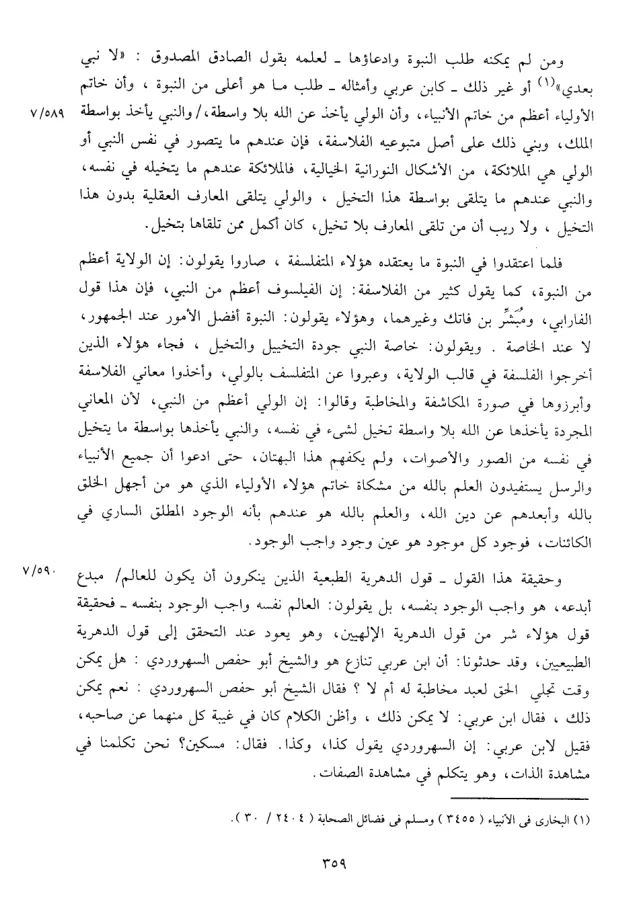 ومن لم يمكنه طلب النبوة وادعاؤها ـ لعلمه بقول الصادق المصدوق : «لا نبي
بعدي»(١) أو غير ذلك ـ كابن عربي وأمثاله ـ طلب ما هو أعلى من النبوة ، وأن خاتم
٧/٥٨٩ الأولياء أعظم من خاتم الأنبياء، وأن الولي يأخذ عن الله بلا واسطة،/ والنبي يأخذ بواسطة
الملك، وبني ذلك على أصل متبوعيه الفلاسفة، فإن عندهم ما يتصور في نفس النبي أو
الولي هي الملائكة، من الأشكال النورانية الخيالية، فالملائكة عندهم ما يتخيله في نفسه،
والنبي عندهم ما يتلقى بواسطة هذا التخيل ، والولي يتلقى المعارف العقلية بدون هذا
التخيل ، ولا ريب أن من تلقى المعارف بلا تخيل، كان أكمل ممن تلقاها بتخيل.
فلما اعتقدوا في النبوة ما يعتقده هؤلاء المتفلسفة ، صاروا يقولون: إن الولاية أعظم
من النبوة، كما يقول كثير من الفلاسفة: إن الفيلسوف أعظم من النبي، فإن هذا قول
الفارابي، ومُبَشِّر بن فاتك وغيرهما، وهؤلاء يقولون: النبوة أفضل الأمور عند الجمهور،
لا عند الخاصة . ويقولون: خاصة النبي جودة التخييل والتخيل ، فجاء هؤلاء الذين
أخرجوا الفلسفة في قالب الولاية، وعبروا عن المتفلسف بالولي، وأخذوا معاني الفلاسفة
وأبرزوها في صورة المكاشفة والمخاطبة وقالوا: إن الولي أعظم من النبي، لأن المعاني
المجردة يأخذها عن الله بلا واسطة تخيل لشىء في نفسه، والنبي يأخذها بواسطة ما يتخيل
في نفسه من الصور والأصوات، ولم يكفهم هذا البهتان، حتى ادعوا أن جميع الأنبياء
والرسل يستفيدون العلم بالله من مشكاة خاتم هؤلاء الأولياء الذي هو من أجهل الخلق
بالله وأبعدهم عن دين الله، والعلم بالله هو عندهم بأنه الوجود المطلق الساري في
الكائنات، فوجود كل موجود هو عين وجود واجب الوجود.
٧/٥٩٠ وحقيقة هذا القول ـ قول الدهرية الطبعية الذين ينكرون أن يكون للعالم/ مبدع
أبدعه، هو واجب الوجود بنفسه، بل يقولون: العالم نفسه واجب الوجود بنفسه ـ فحقيقة
قول هؤلاء شر من قول الدهرية الإلهيين، وهو يعود عند التحقق إلى قول الدهرية
الطبيعيين، وقد حدثونا: أن ابن عربي تنازع هو والشيخ أبو حفص السهروردي : هل يمكن
وقت تجلي الحق لعبد مخاطبة له أم لا ؟ فقال الشيخ أبو حفص السهروردي : نعم يمكن
ذلك ، فقال ابن عربي: لا يمكن ذلك ، وأظن الكلام كان في غيبة كل منهما عن صاحبه،
فقيل لابن عربي: إن السهروردي يقول كذا، وكذا. فقال: مسكين؟ نحن تكلمنا في
مشاهدة الذات، وهو يتكلم في مشاهدة الصفات.
(١) البخارى فى الأنبياء ( ٣٤٥٥ ) ومسلم فى فضائل الصحابة ( ٢٤٠٤ / ٣٠ ).
٣٥٩